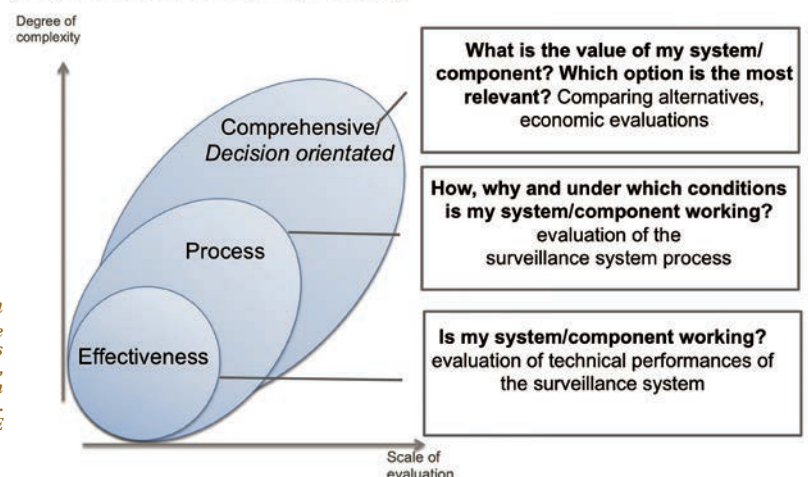 Degree of
complexity
What is the value of my system/
component? Which option is the most
relevant? Comparing alternatives,
economic evaluations
Comprehensive/
Decision orientated
How, why and under which conditions
is my system/component working?
evaluation of the
surveillance system process
Process
Is my system/component working?
evaluation of technical performances of
the surveillance system
Effectiveness
Scale of
evaluation